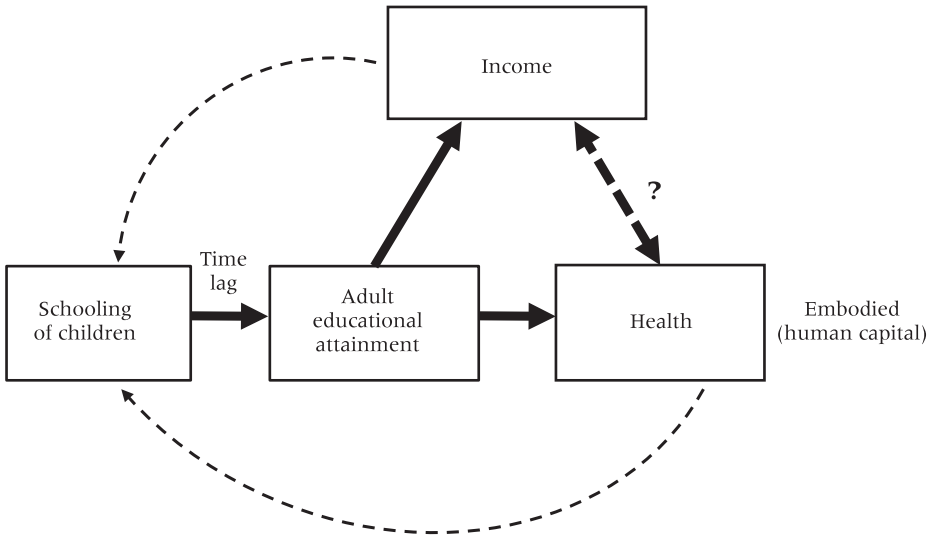 Income
?
Time
lag
Schooling
of children
Adult
educational
attainment
Health
Embodied
(human capital)